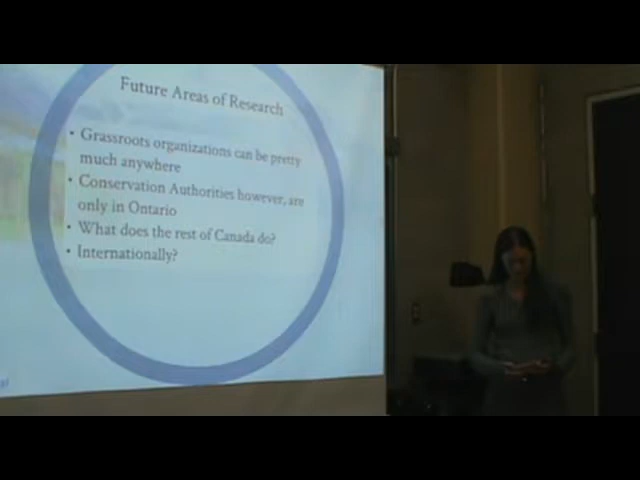 Future Areas of Research
• Grassroots organizations can be pretty
much anywhere
• Conservation Authorities however, are
only in Ontario
• What does the rest of Canada do?
• Internationally?